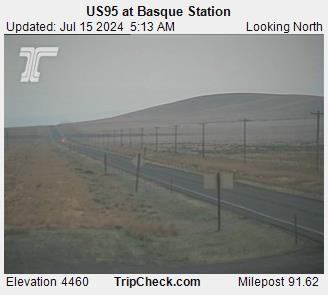 US95 at Basque Station
Updated: Jul 15 2024 5:13 AM Looking North
Elevation 4460 TripCheck.com Milepost 91.62